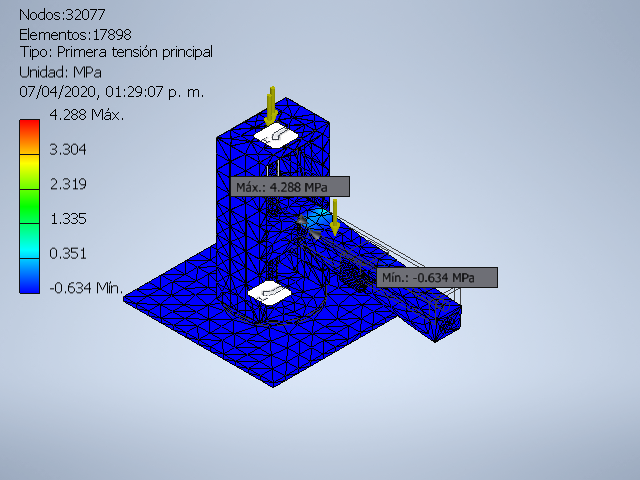 Nodos:32077
Elementos:17898
Tipo: Primera tensión principal
Unidad: MPa
07/04/2020, 01:29:07 p. m.
4.288 Máx.
3.304
2.319
1.335
0.351
-0.634 Mín.
Máx.: 4.288 MPa
Mín.: -0.634 MPa